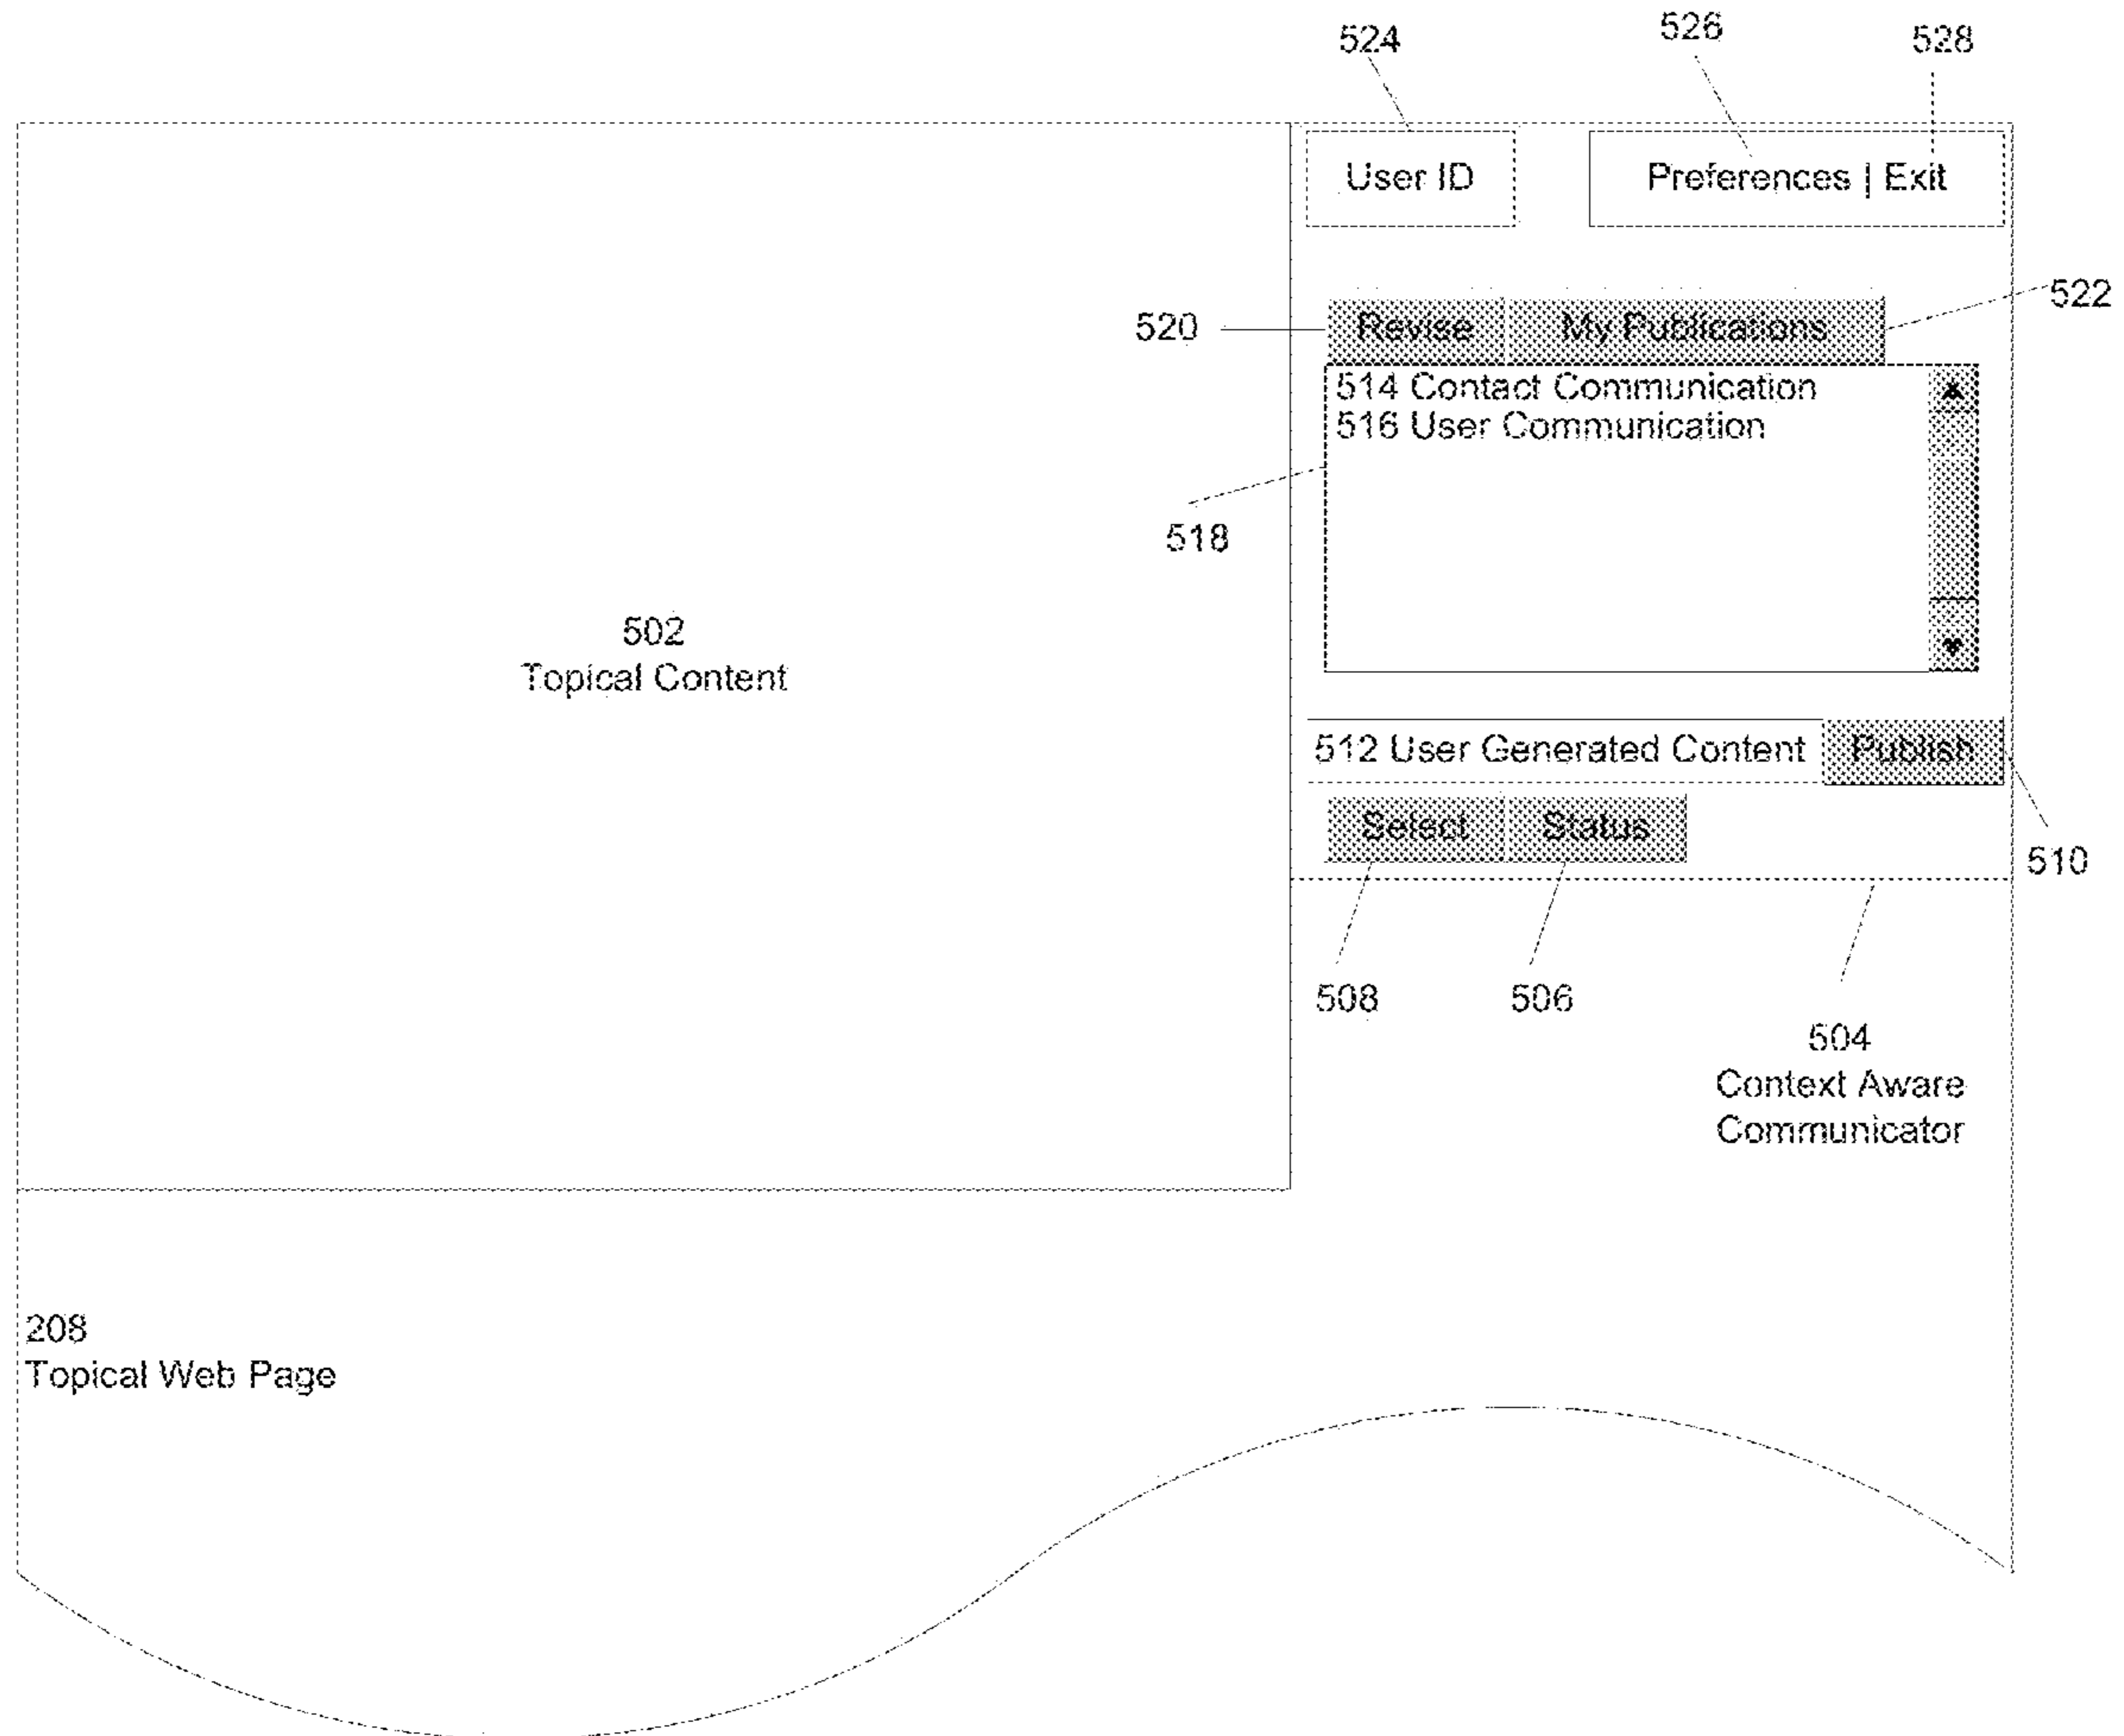 524
526
528
User ID
Preferences | Exit
522
520
Revise
My Publications
514 Contact Communication
516 User Communication
518
502
Topical Content
512 User Generated Content
Publish
Select
Status
510
508
506
504
Context Aware
Communicator
208
Topical Web Page